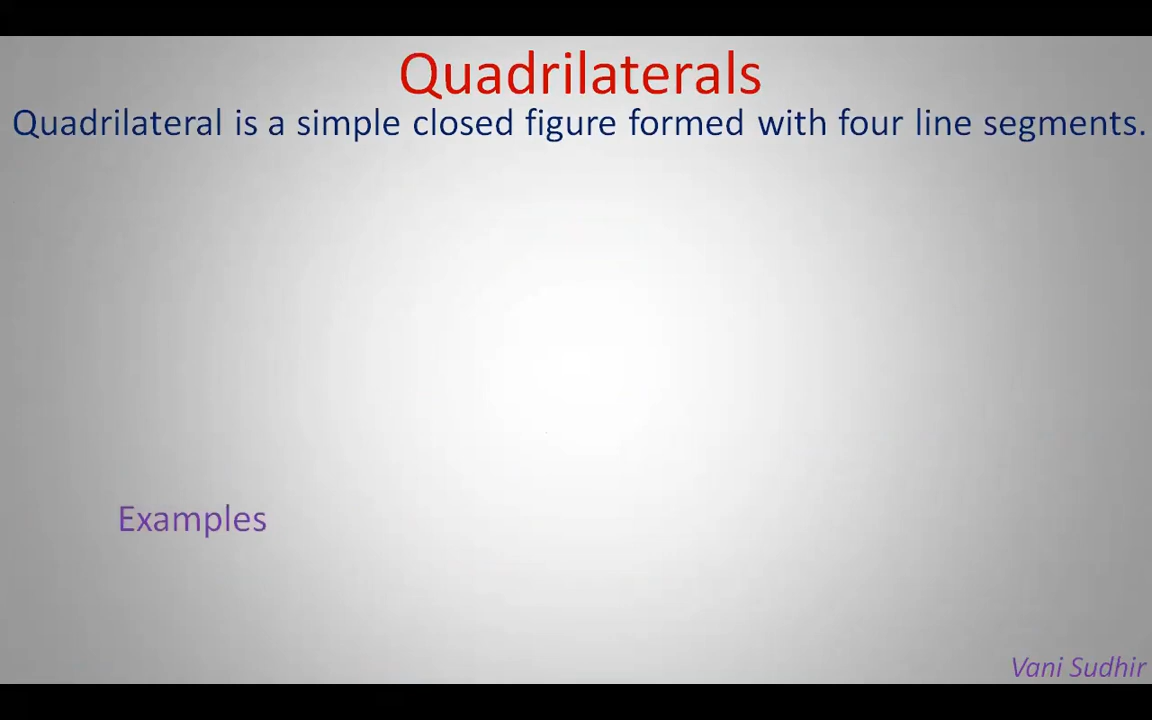 Quadrilaterals
Quadrilateral is a simple closed figure formed with four line segments.
Examples
Vani Sudhir